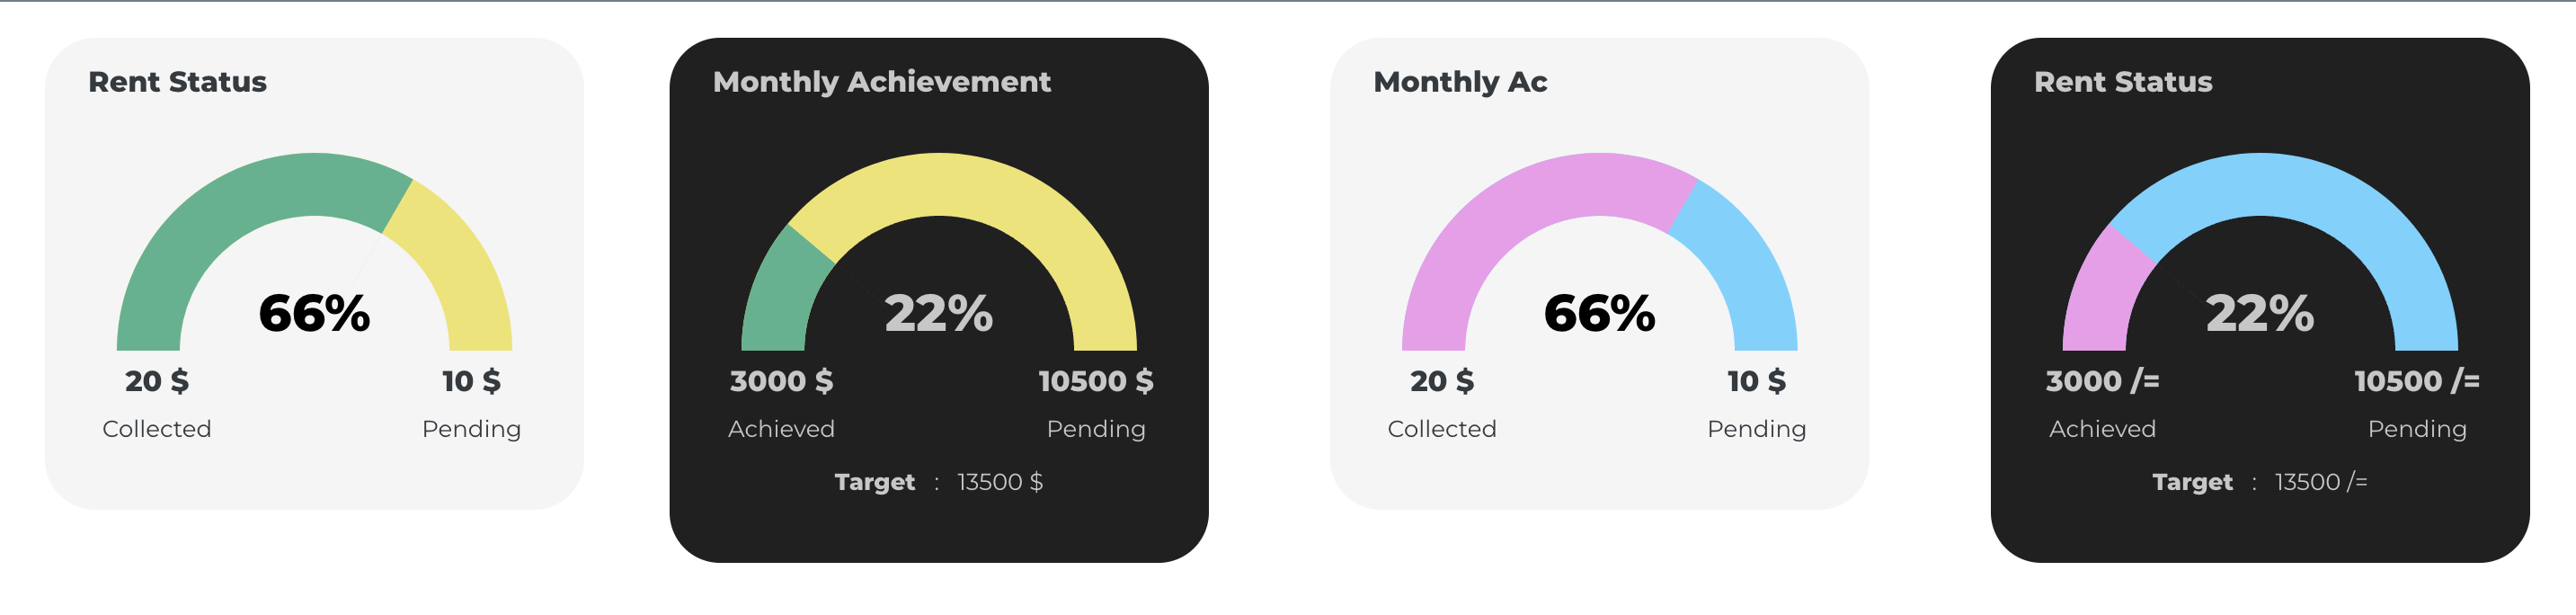 Rent Status
66%
20 $ 10 $
Collected Pending
Monthly Achievement
22%
3000 $ 10500 $
Achieved Pending
Target : 13500 $
Monthly Ac
66%
20 $ 10 $
Collected Pending
Rent Status
22%
3000 /= 10500 /=
Achieved Pending
Target : 13500 /=